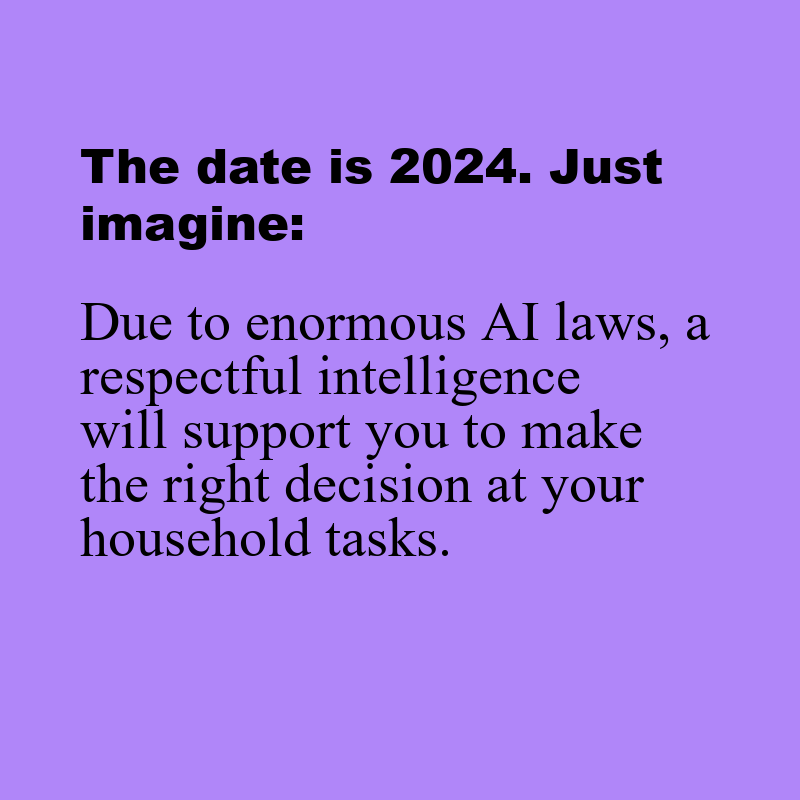 The date is 2024. Just
imagine:
Due to enormous AI laws, a
respectful intelligence
will support you to make
the right decision at your
household tasks.